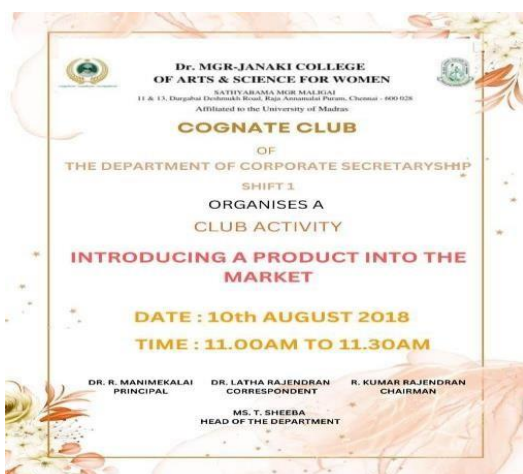 Dr. MGR-JANAKI COLLEGE
OF ARTS & SCIENCE FOR WOMEN
SATHYABAMA MGR MALIGAI
11 & 13, Durgabai Deshmukh Road, Raja Annamalai Puram, Chennai - 600 028
Affiliated to the University of Madras
COGNATE CLUB
OF
THE DEPARTMENT OF CORPORATE SECRETARYSHIP
SHIFT 1
ORGANISES A
CLUB ACTIVITY
INTRODUCING A PRODUCT INTO THE
MARKET
DATE : 10th AUGUST 2018
TIME : 11.00AM TO 11.30AM
DR. R. MANIMEKALAI DR. LATHA RAJENDRAN R. KUMAR RAJENDRAN
PRINCIPAL CORRESPONDENT CHAIRMAN
MS. T. SHEEBA
HEAD OF THE DEPARTMENT